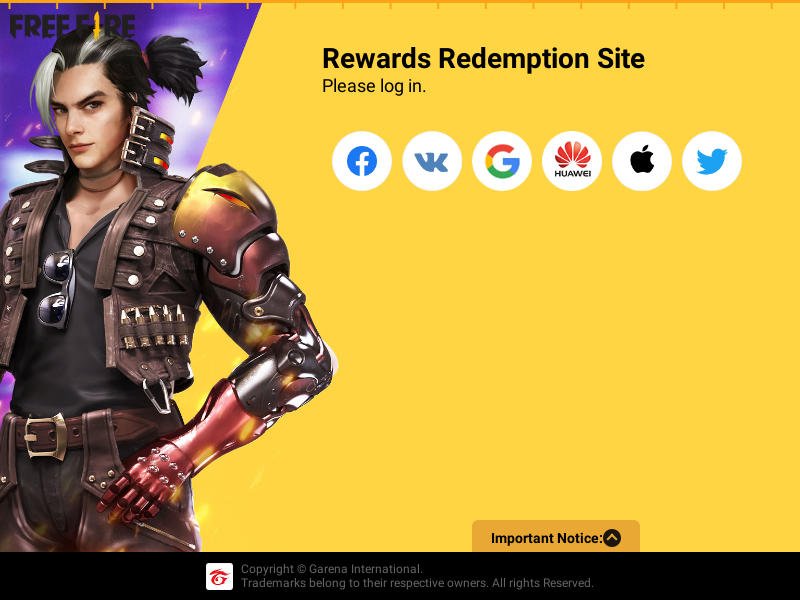 FREE FIRE
Rewards Redemption Site
Please log in.
HUAWEI
Important Notice:
Copyright © Garena International.
Trademarks belong to their respective owners. All rights Reserved.